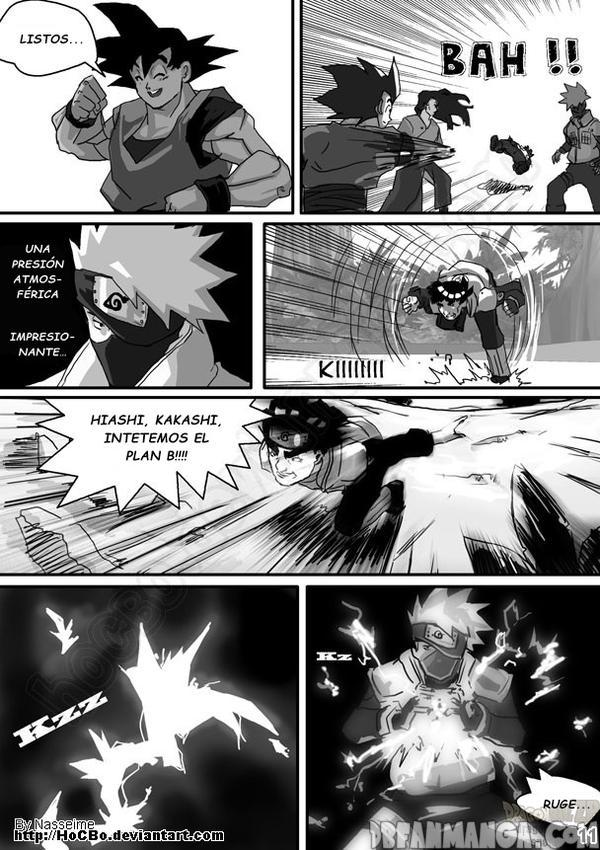 LISTOS...
BAH !!
UNA
PRESIÓN
ATMOS-
FÉRICA
IMPRESIO-
NANTE...
KIIIIIIII
HIASHI, KAKASHI,
INTETEMOS EL
PLAN B!!!!
Kzz
Kz
RUGE...
By Nasseime
http://HoCBo.deviantart.com
DREAMMANGA.COM
11